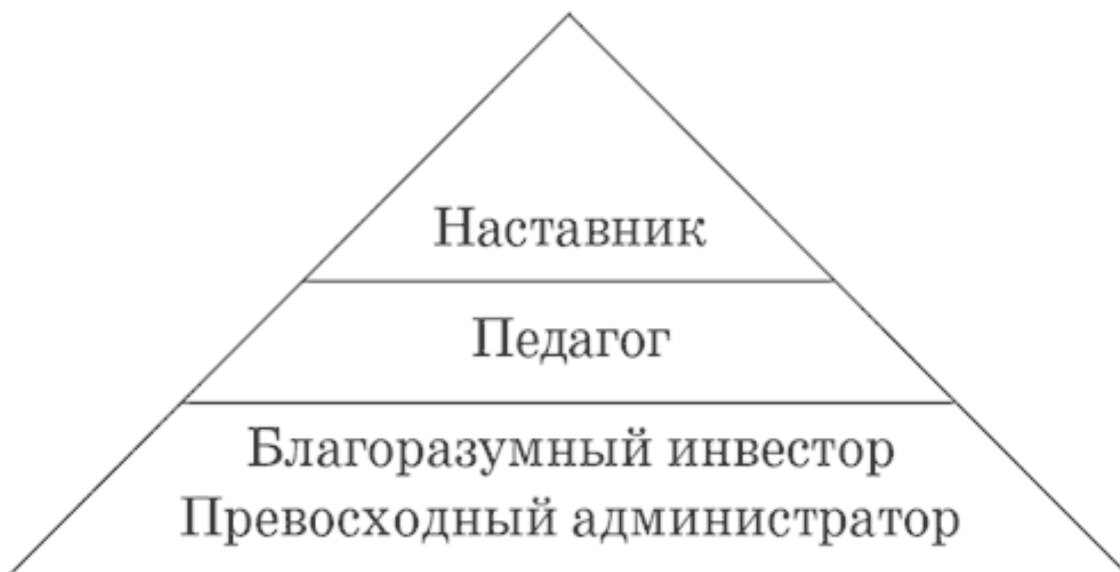 Наставник
Педагог
Благоразумный инвестор
Превосходный администратор